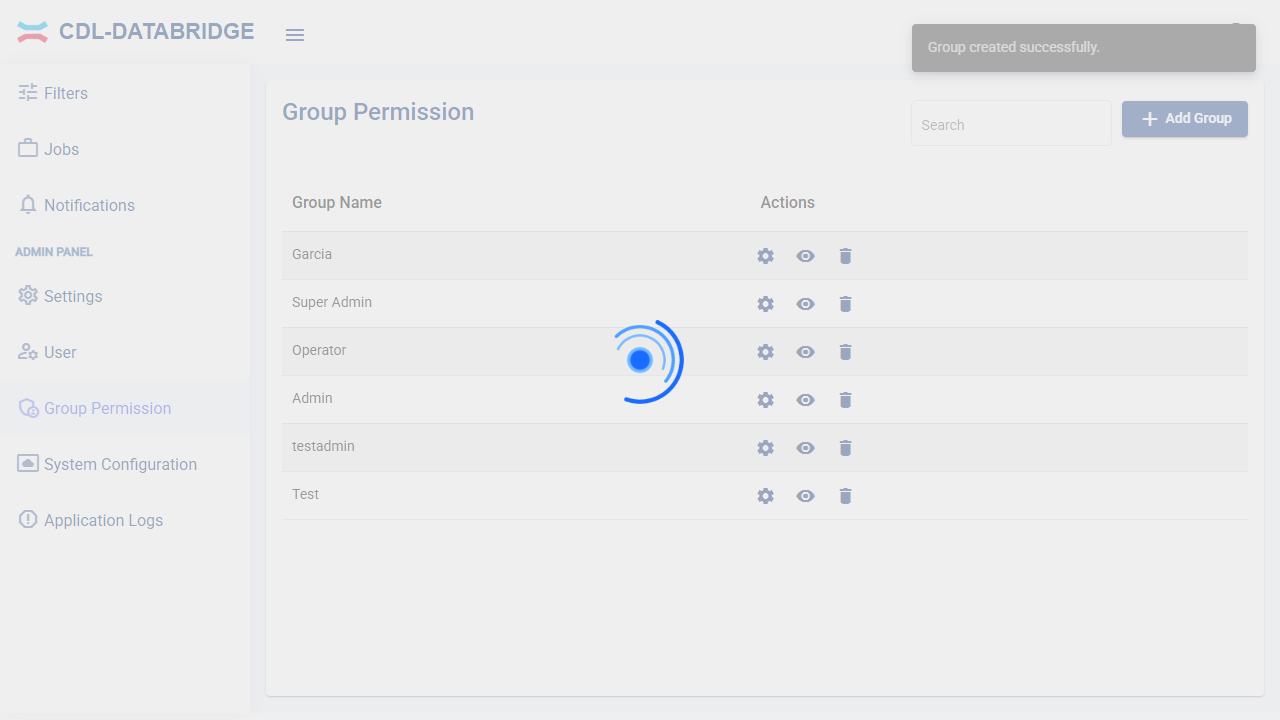 CDL-DATABRIDGE
Group created successfully.
Filters
Jobs
Notifications
ADMIN PANEL
Settings
User
Group Permission
System Configuration
Application Logs
Group Permission
Search
Add Group
Group Name Actions
Garcia
Super Admin
Operator
Admin
testadmin
Test